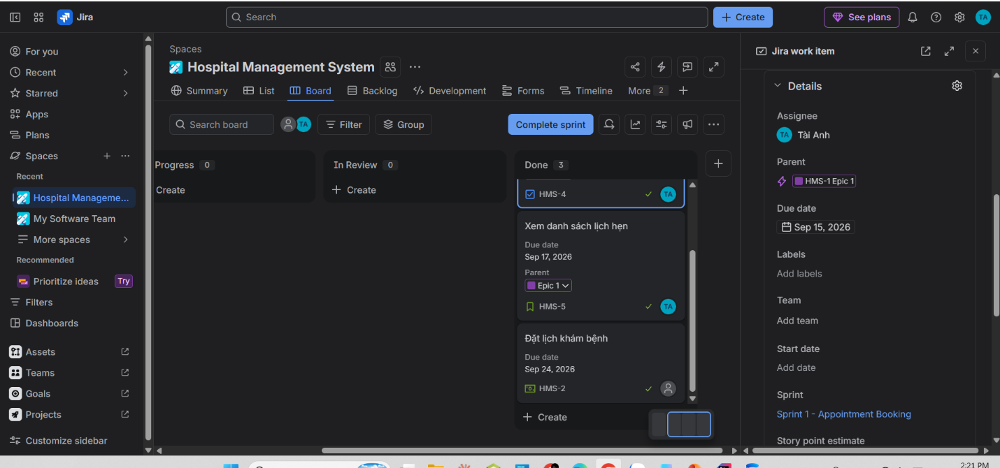 Jira
Search
Create
See plans
TA
For you
Recent
Starred
Apps
Plans
Spaces
Recent
Hospital Manageme...
My Software Team
More spaces
Recommended
Prioritize ideas
Try
Filters
Dashboards
Assets
Teams
Goals
Projects
Customize sidebar
Spaces
Hospital Management System
Summary
List
Board
Backlog
Development
Forms
Timeline
More 2
Search board
TA
Filter
Group
Complete sprint
Progress 0
Create
In Review 0
Create
Done 3
HMS-4
TA
Xem danh sách lịch hẹn
Due date
Sep 17, 2026
Parent
Epic 1
HMS-5
TA
Đặt lịch khám bệnh
Due date
Sep 24, 2026
HMS-2
Create
Jira work item
Details
Assignee
TA Tài Anh
Parent
HMS-1 Epic 1
Due date
Sep 15, 2026
Labels
Add labels
Team
Add team
Start date
Add date
Sprint
Sprint 1 - Appointment Booking
Story point estimate
2:21 PM